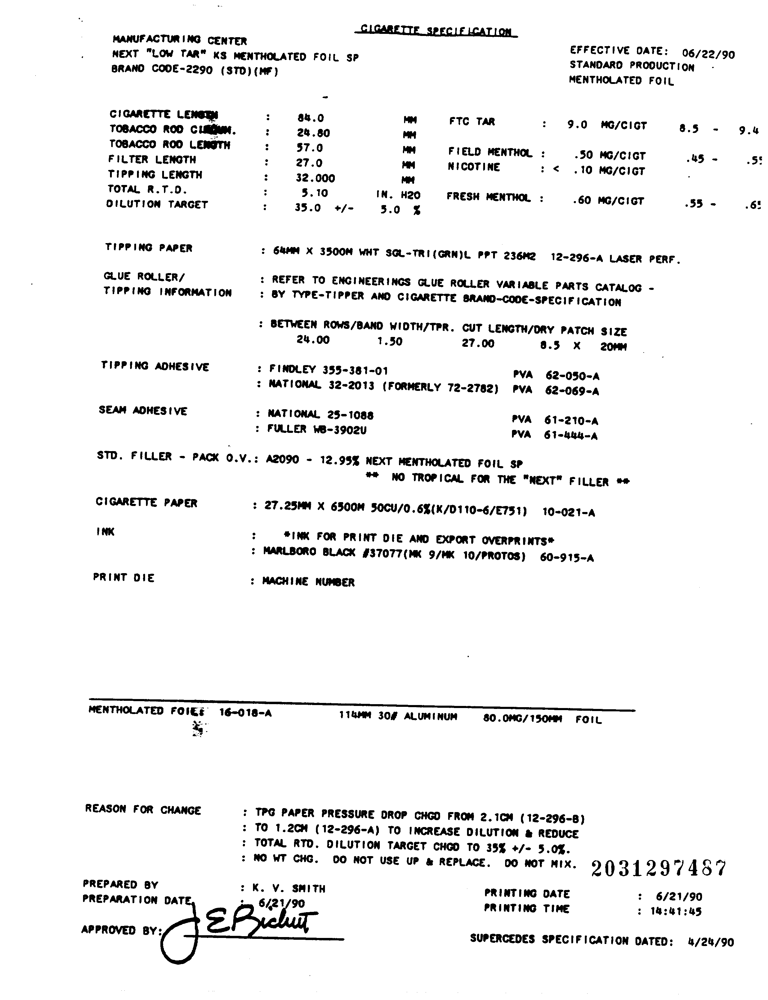 CIGARETTE SPECIFICATION
MANUFACTURING CENTER
NEXT "LOW TAR" KS MENTHOLATED FOIL SP
BRAND CODE-2290 (STD)(MF)
EFFECTIVE DATE: 06/22/90
STANDARD PRODUCTION
MENTHOLATED FOIL
CIGARETTE LENGTH : 84.0 MM FTC TAR : 9.0 MG/CIGT 8.5 - 9.4
TOBACCO ROD CIRCUM. : 24.80 MM
TOBACCO ROD LENGTH : 57.0 MM FIELD MENTHOL : .50 MG/CIGT .45 -
FILTER LENGTH : 27.0 MM NICOTINE : < .10 MG/CIGT
TIPPING LENGTH : 32.000 MM
TOTAL R.T.D. : 5.10 IN. H2O FRESH MENTHOL : .60 MG/CIGT .55 -
DILUTION TARGET : 35.0 +/- 5.0 %
TIPPING PAPER : 64MM X 3500M WHT SGL-TRI(GRN)L PPT 236M2 12-296-A LASER PERF.
GLUE ROLLER/ : REFER TO ENGINEERINGS GLUE ROLLER VARIABLE PARTS CATALOG -
TIPPING INFORMATION : BY TYPE-TIPPER AND CIGARETTE BRAND-CODE-SPECIFICATION
: BETWEEN ROWS/BAND WIDTH/TPR. CUT LENGTH/DRY PATCH SIZE
24.00 1.50 27.00 8.5 X 20MM
TIPPING ADHESIVE : FINDLEY 355-381-01 PVA 62-050-A
: NATIONAL 32-2013 (FORMERLY 72-2782) PVA 62-069-A
SEAM ADHESIVE : NATIONAL 25-1088 PVA 61-210-A
: FULLER WB-3902U PVA 61-444-A
STD. FILLER - PACK O.V.: A2090 - 12.95% NEXT MENTHOLATED FOIL SP
** NO TROPICAL FOR THE "NEXT" FILLER **
CIGARETTE PAPER : 27.25MM X 6500M 50CU/0.6%(K/D110-6/E751) 10-021-A
INK : *INK FOR PRINT DIE AND EXPORT OVERPRINTS*
: MARLBORO BLACK #37077(MK 9/MK 10/PROTOS) 60-915-A
PRINT DIE : MACHINE NUMBER
MENTHOLATED FOIL: 16-018-A 114MM 30# ALUMINUM 80.0MG/150MM FOIL
REASON FOR CHANGE : TPG PAPER PRESSURE DROP CHGD FROM 2.1CM (12-296-B)
: TO 1.2CM (12-296-A) TO INCREASE DILUTION & REDUCE
: TOTAL RTD. DILUTION TARGET CHGD TO 35% +/- 5.0%.
: NO WT CHG. DO NOT USE UP & REPLACE. DO NOT MIX.
2031297487
PREPARED BY : K. V. SMITH PRINTING DATE : 6/21/90
PREPARATION DATE : 6/21/90 PRINTING TIME : 14:41:45
APPROVED BY:
SUPERCEDES SPECIFICATION DATED: 4/24/90